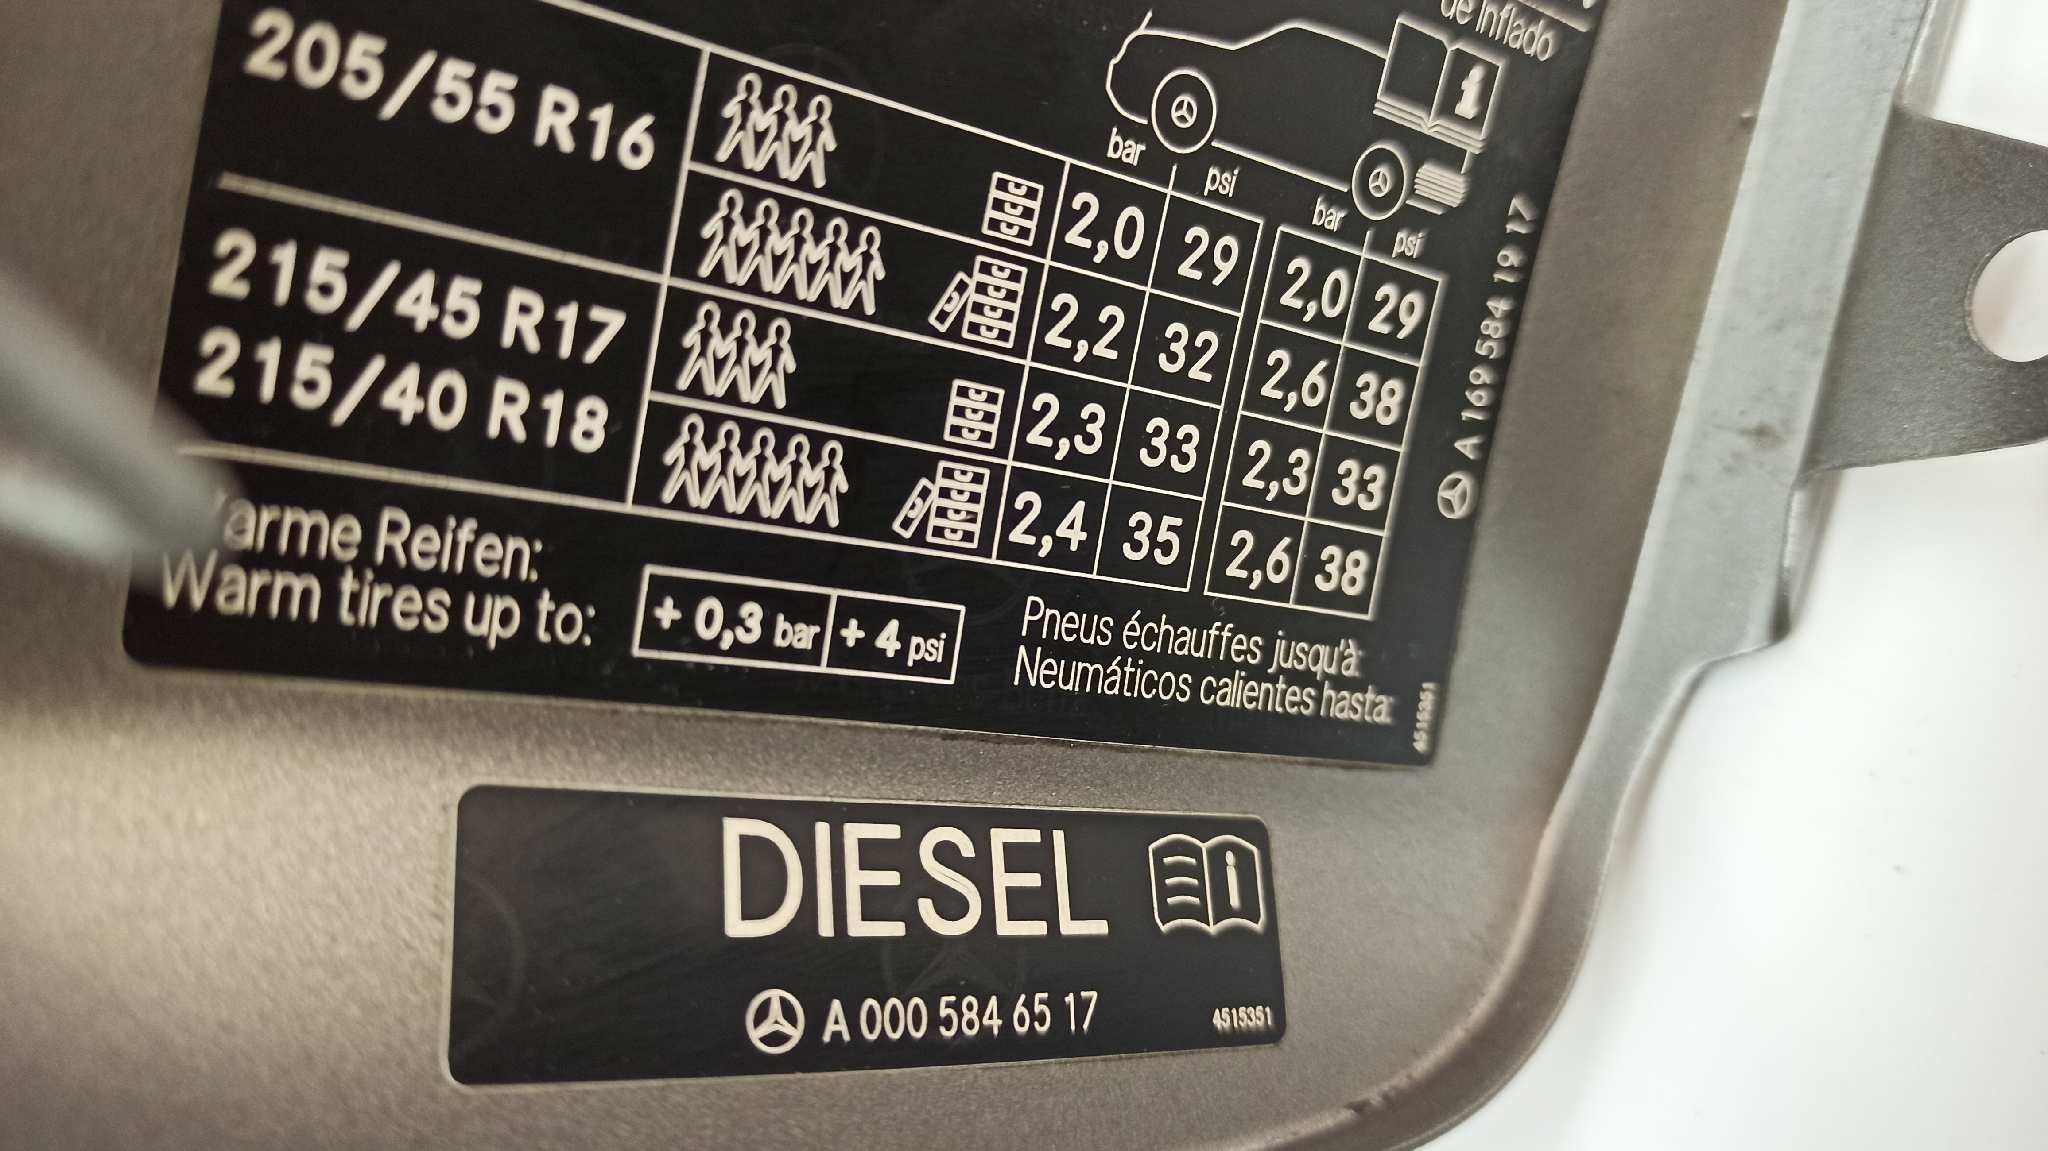 de inflado
bar psi bar psi
205/55 R16 2,0 29 2,0 29
2,2 32 2,6 38
215/45 R17 2,3 33 2,3 33
215/40 R18 2,4 35 2,6 38
Warme Reifen:
Warm tires up to:
+ 0,3 bar + 4 psi
Pneus échauffes jusqu'à:
Neumáticos calientes hasta:
A 169 584 19 17
4515351
DIESEL
A 000 584 65 17
4515351